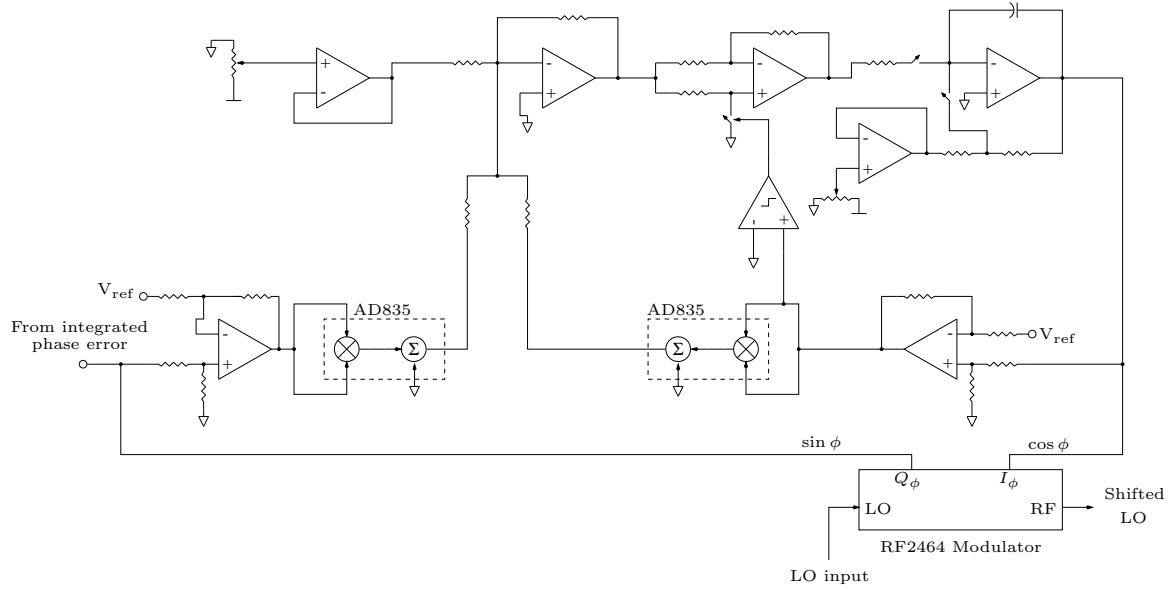 V_ref
From integrated
phase error
AD835
Σ
AD835
Σ
V_ref
sin ϕ
cos ϕ
Q_ϕ
I_ϕ
LO
RF
Shifted
LO
RF2464 Modulator
LO input